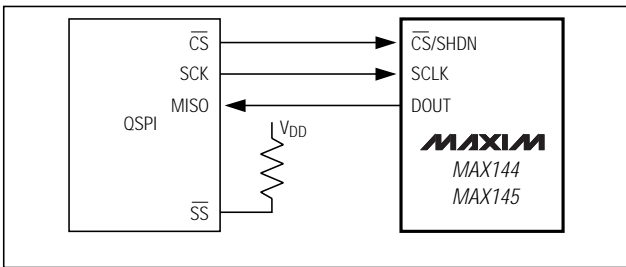 CS
SCK
MISO
QSPI
SS
VDD
CS/SHDN
SCLK
DOUT
MAXIM
MAX144
MAX145